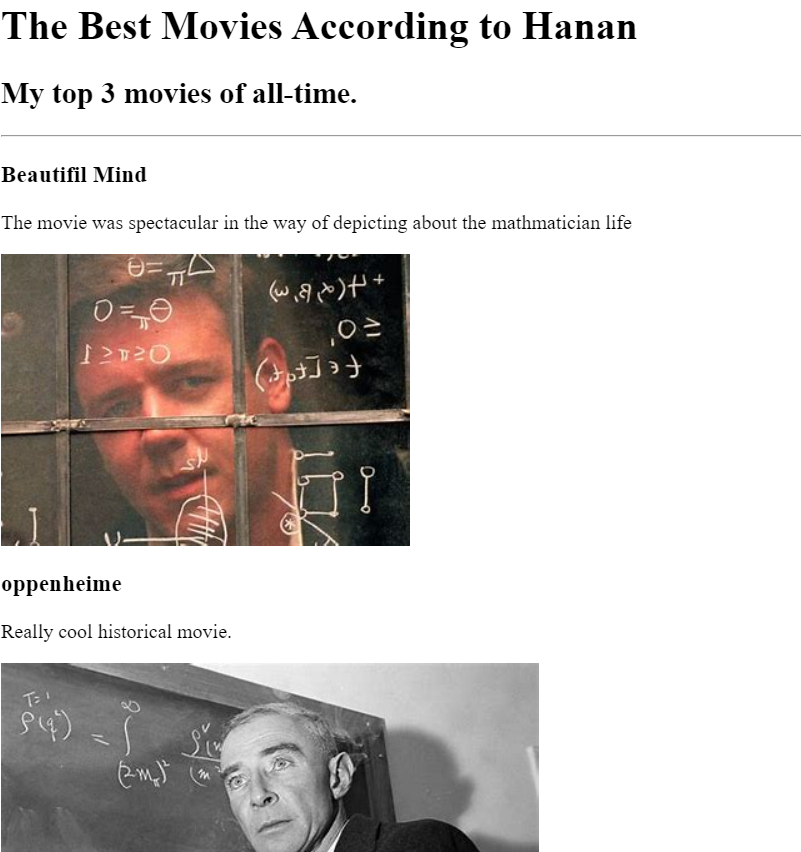 The Best Movies According to Hanan
My top 3 movies of all-time.
Beautifil Mind
The movie was spectacular in the way of depicting about the mathmatician life
oppenheime
Really cool historical movie.